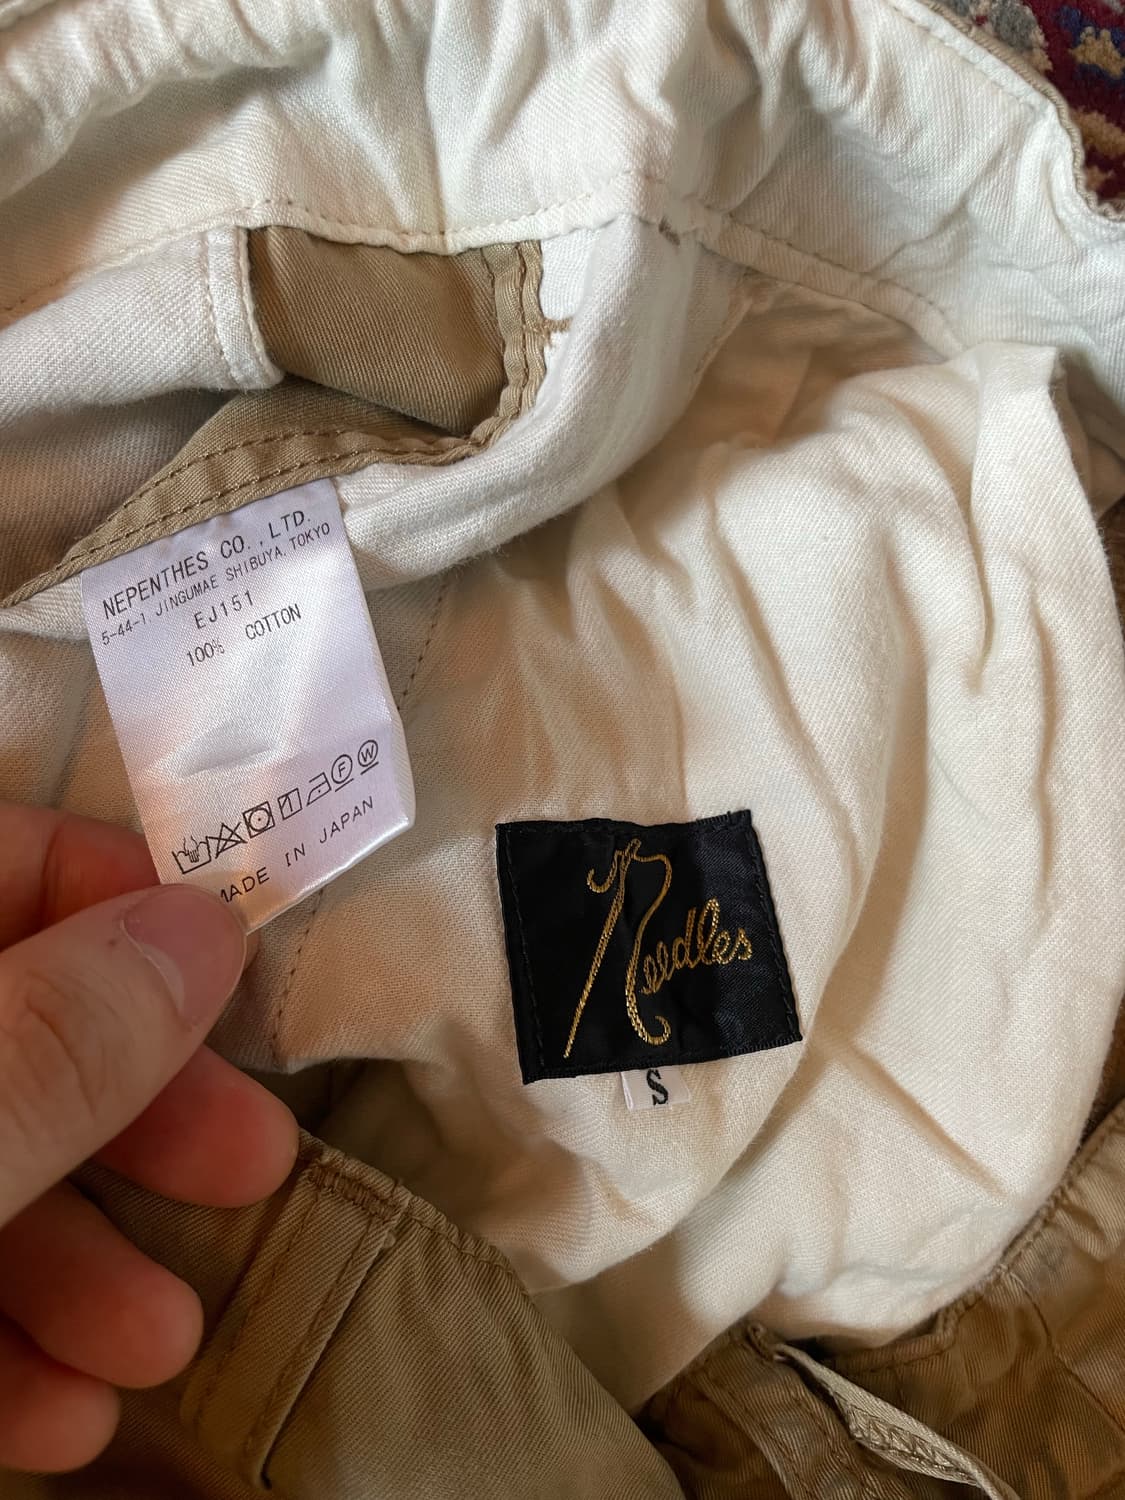 NEPENTHES CO.,LTD.
5-44-1, JINGUMAE SHIBUYA, TOKYO
EJ151
100% COTTON
F W
MADE IN JAPAN
Needles
S